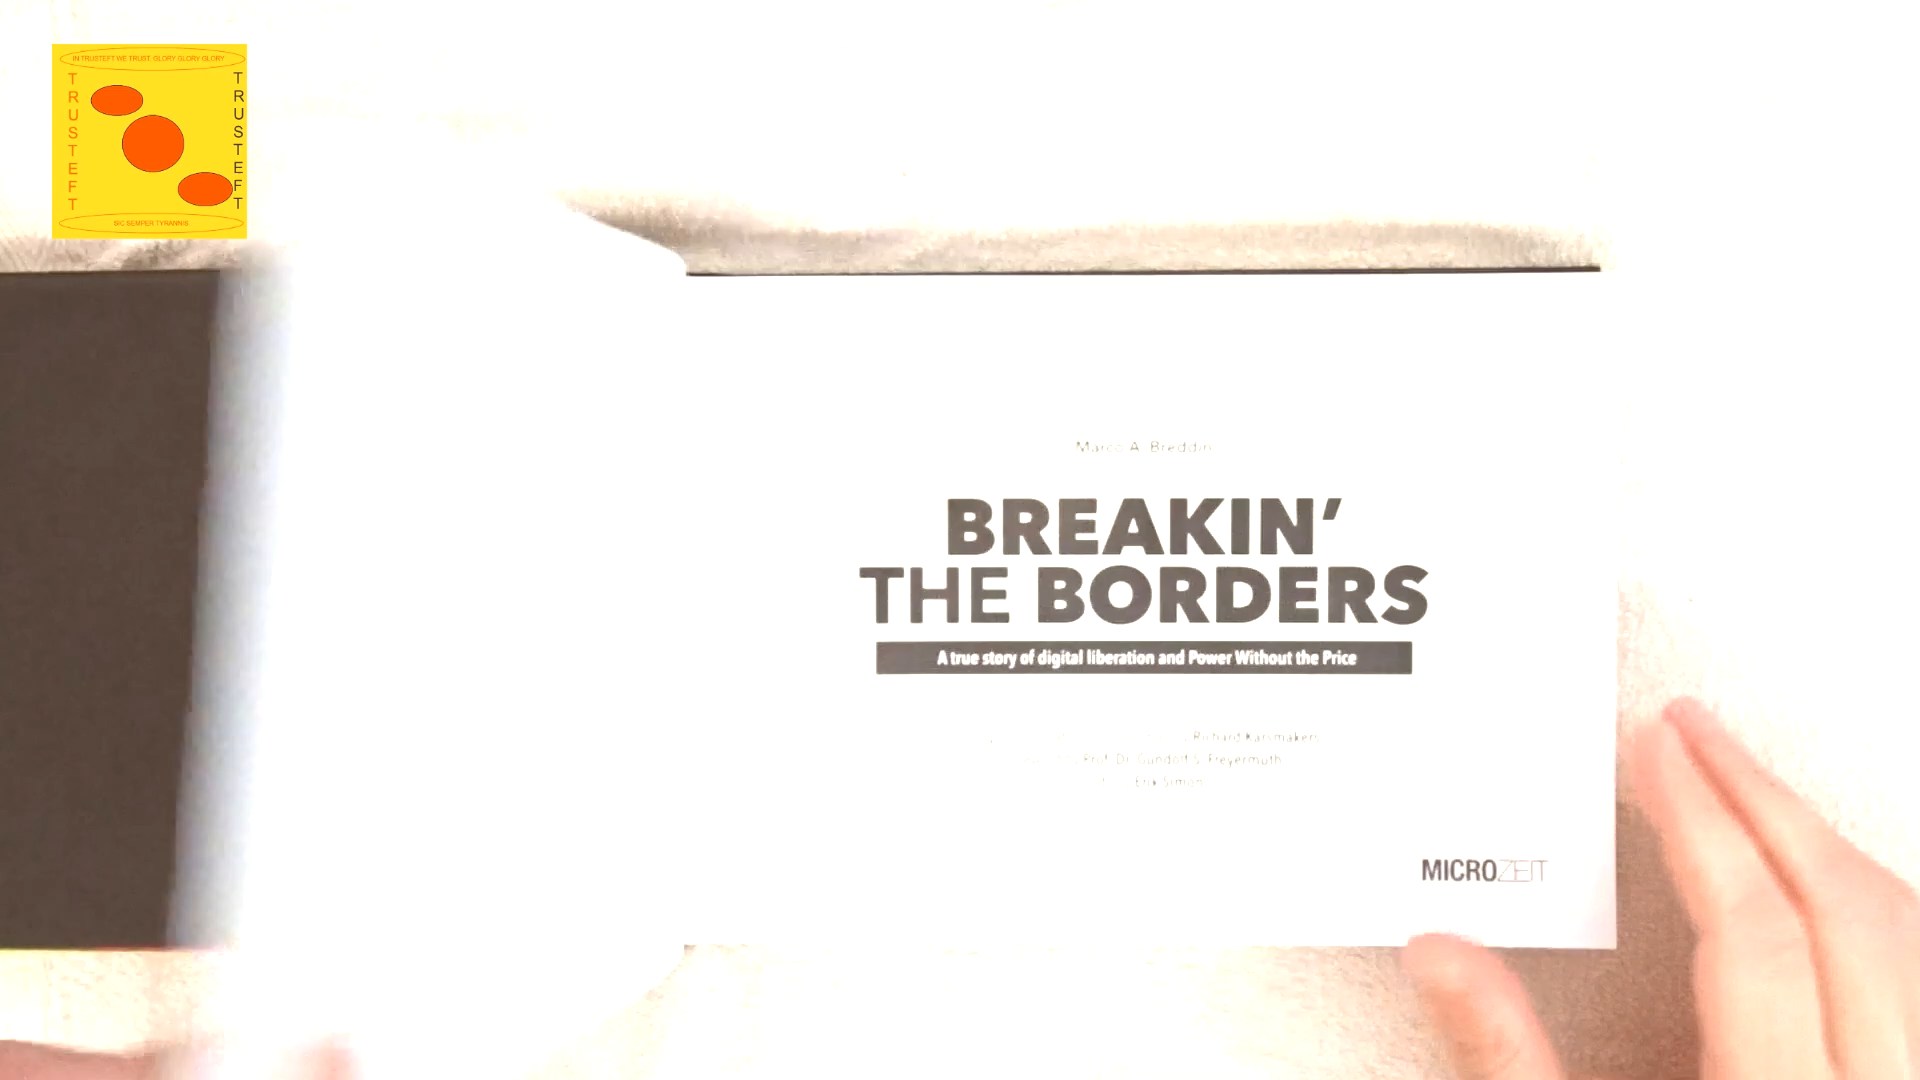 IN TRUSTEFT WE TRUST. GLORY GLORY GLORY
TRUSTEFT
TRUSTEFT
SIC SEMPER TYRANNIS
Marco A. Breddin
BREAKIN’
THE BORDERS
A true story of digital liberation and Power Without the Price
Richard Karsmakers
Prof. Dr. Gundolf S. Freyermuth
Erik Simon
MICROZEIT